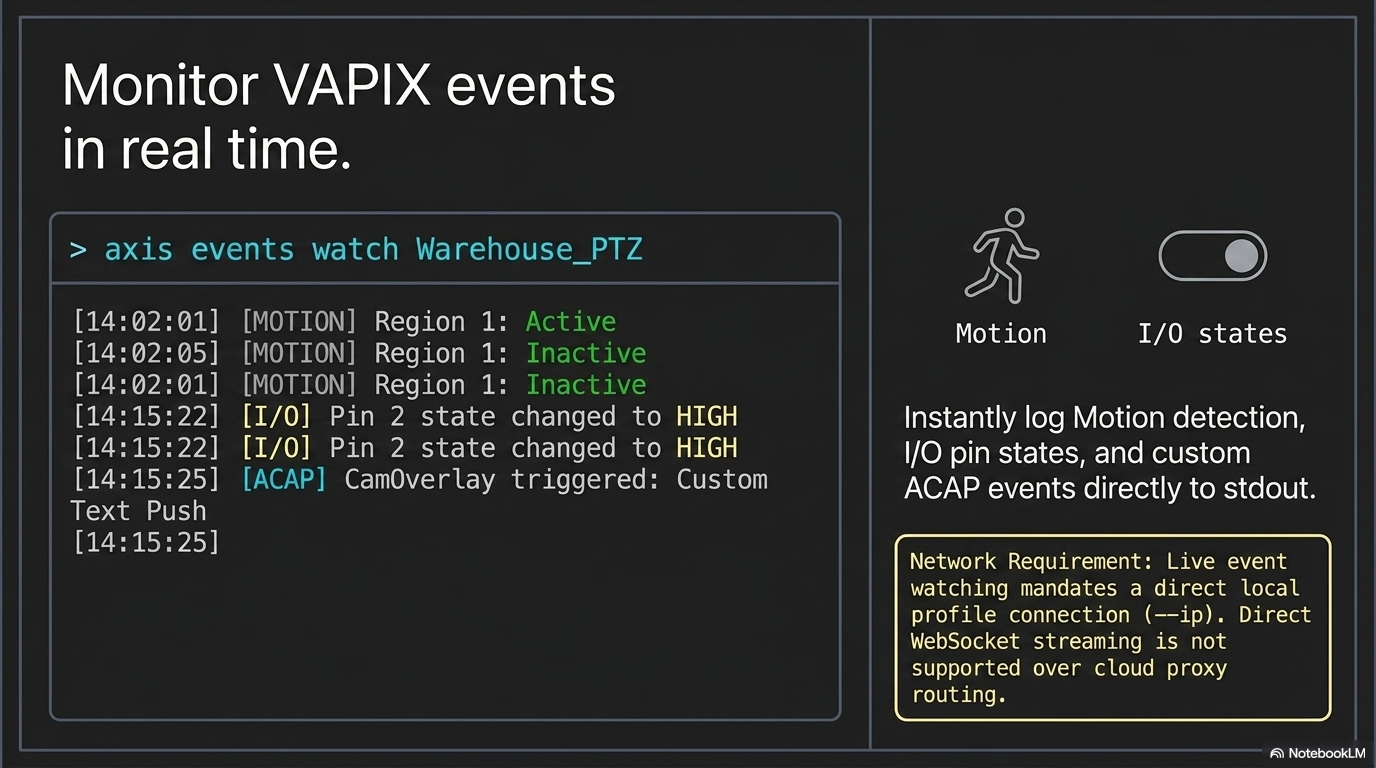 Monitor VAPIX events
in real time.
> axis events watch Warehouse_PTZ
[14:02:01] [MOTION] Region 1: Active
[14:02:05] [MOTION] Region 1: Inactive
[14:02:01] [MOTION] Region 1: Inactive
[14:15:22] [I/O] Pin 2 state changed to HIGH
[14:15:22] [I/O] Pin 2 state changed to HIGH
[14:15:25] [ACAP] CamOverlay triggered: Custom
Text Push
[14:15:25]
Motion
I/O states
Instantly log Motion detection,
I/O pin states, and custom
ACAP events directly to stdout.
Network Requirement: Live event
watching mandates a direct local
profile connection (--ip). Direct
WebSocket streaming is not
supported over cloud proxy
routing.
NotebookLM